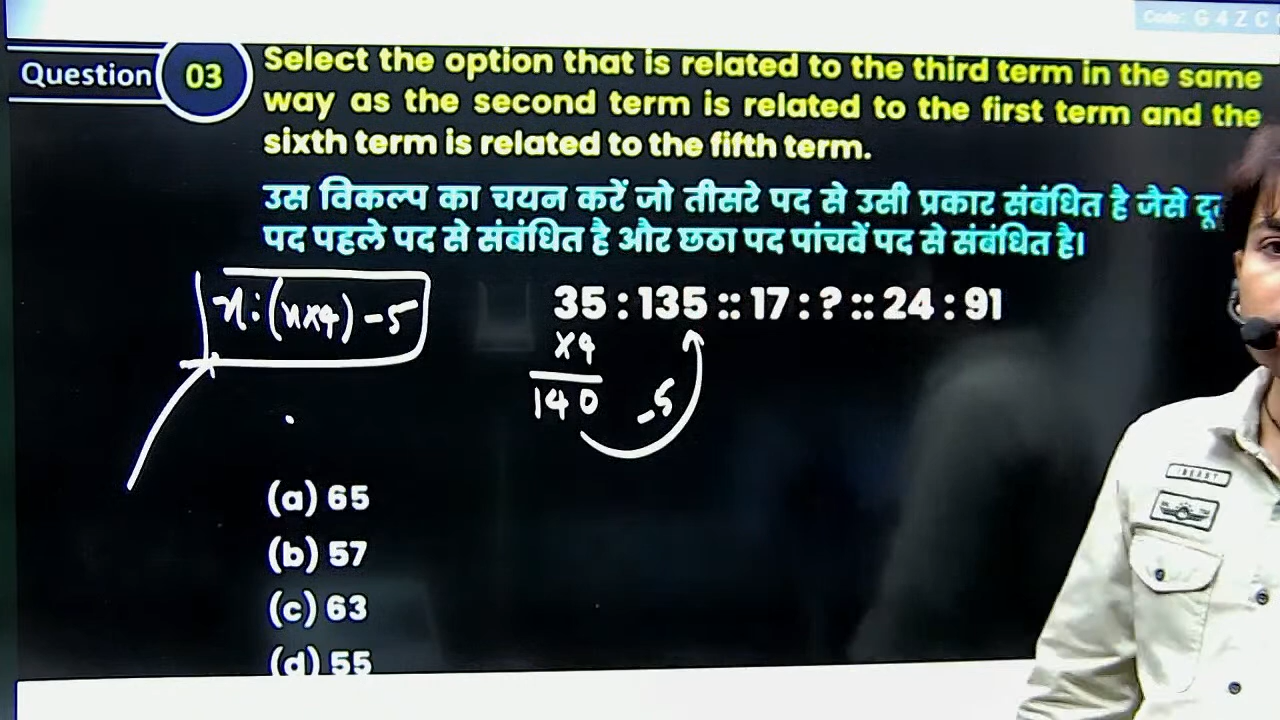 Code: G 4 Z C
Question 03
Select the option that is related to the third term in the same
way as the second term is related to the first term and the
sixth term is related to the fifth term.
उस विकल्प का चयन करें जो तीसरे पद से उसी प्रकार संबंधित है जैसे
पद पहले पद से संबंधित है और छठा पद पांचवें पद से संबंधित है।
n : (n×4) - 5
35 : 135 :: 17 : ? :: 24 : 91
×4
140
-5
(a) 65
(b) 57
(c) 63
(d) 55